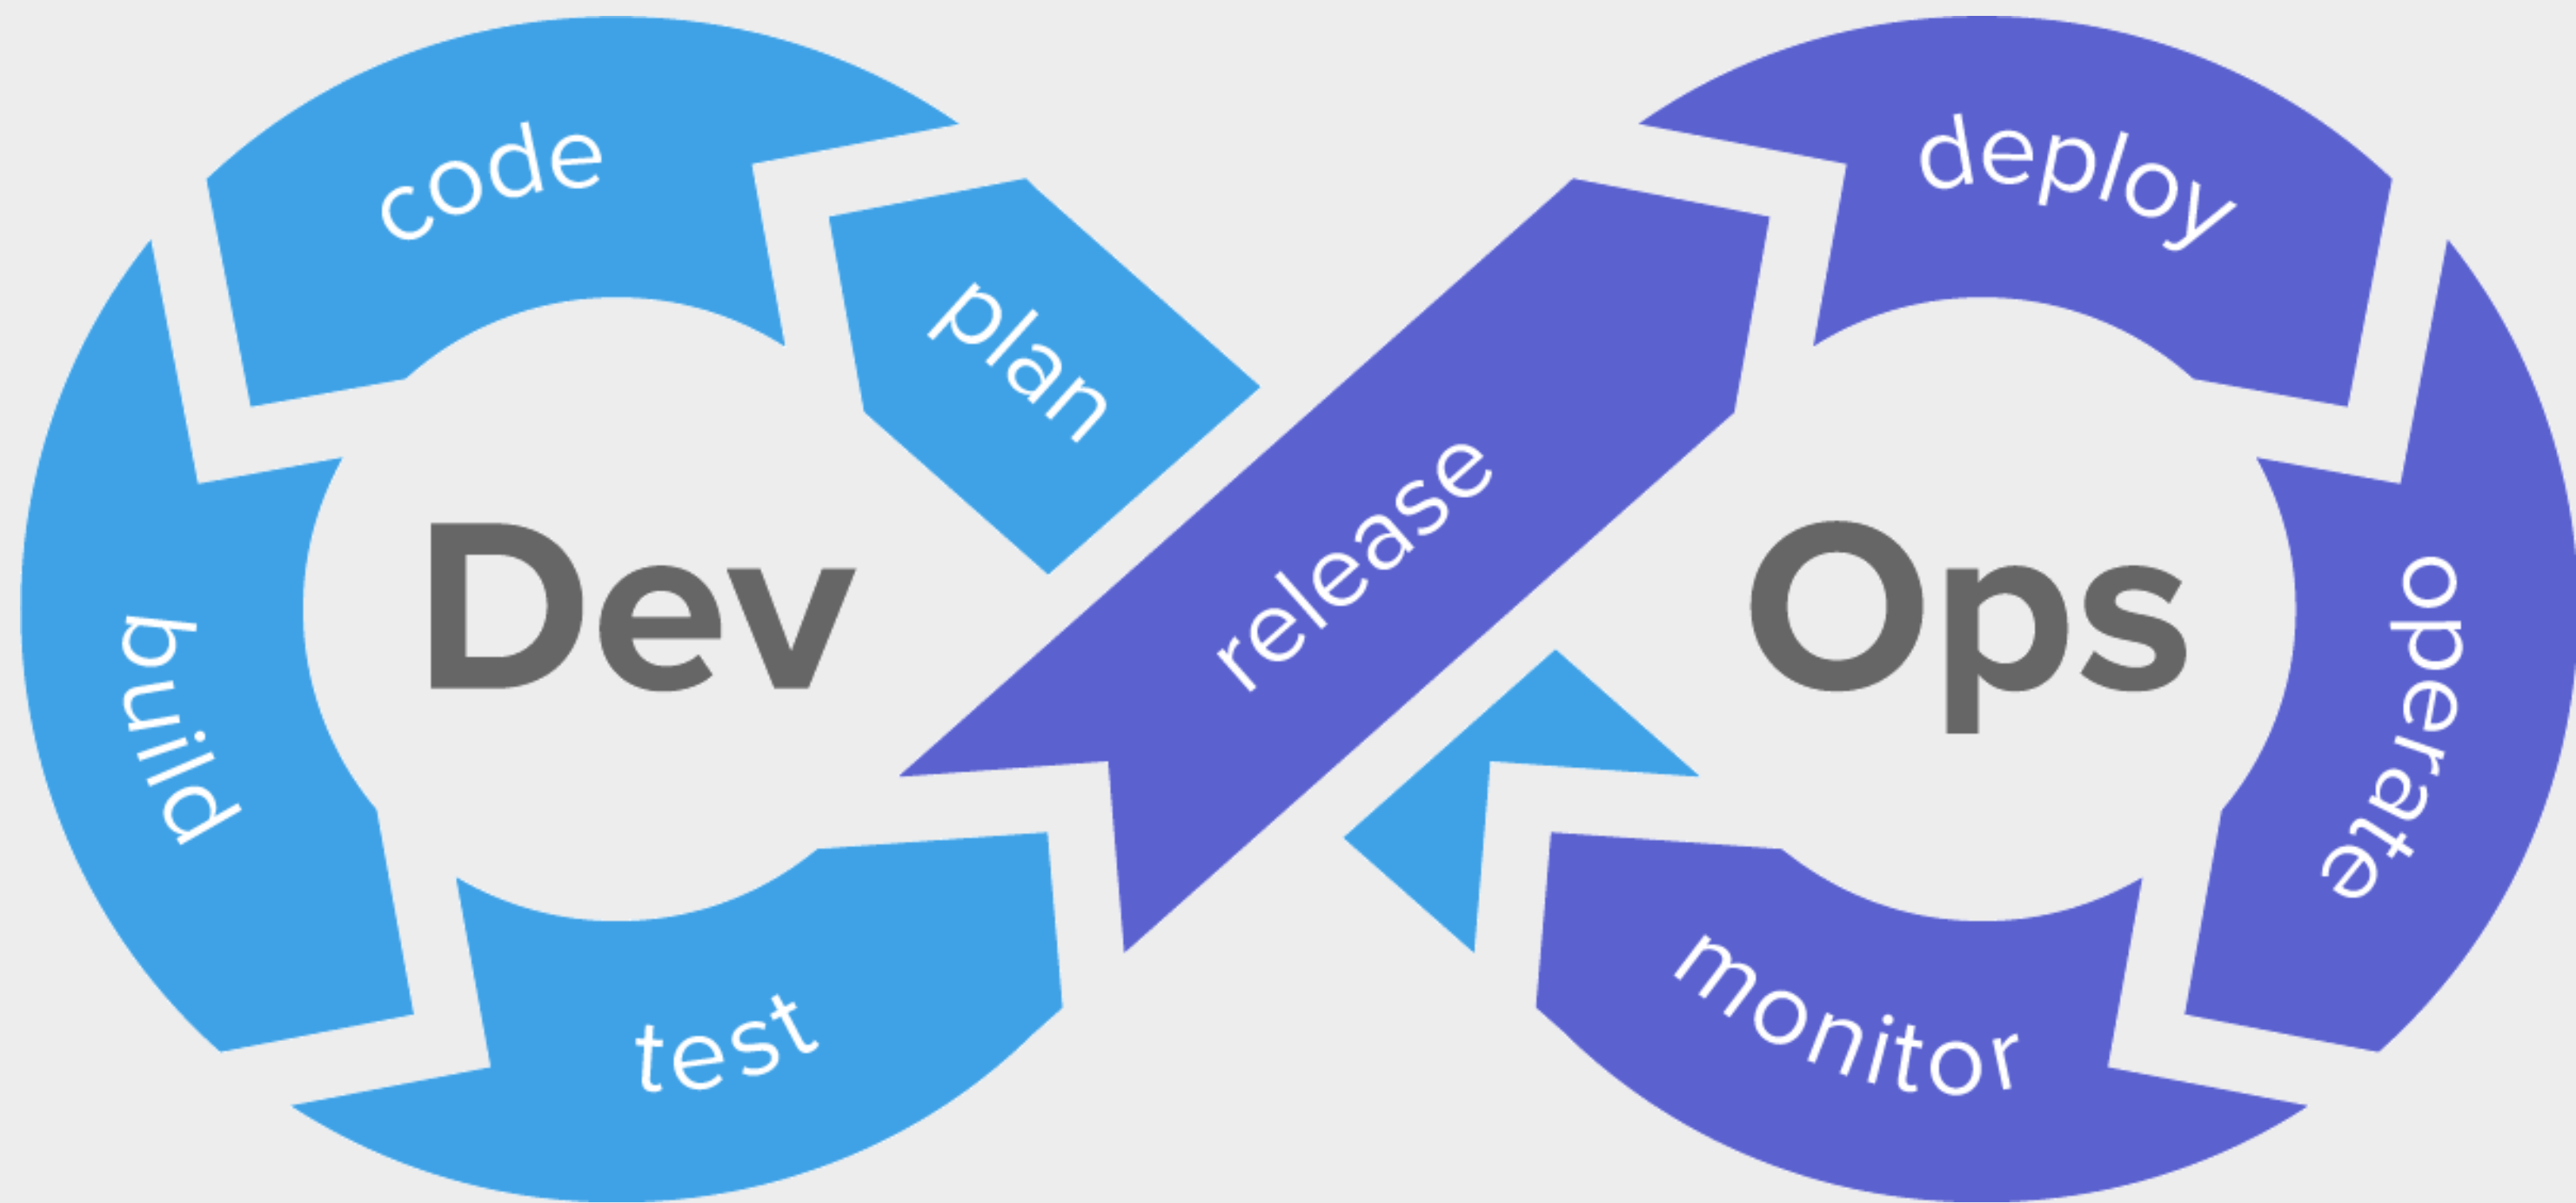 code
plan
build
test
Dev
release
deploy
operate
monitor
Ops